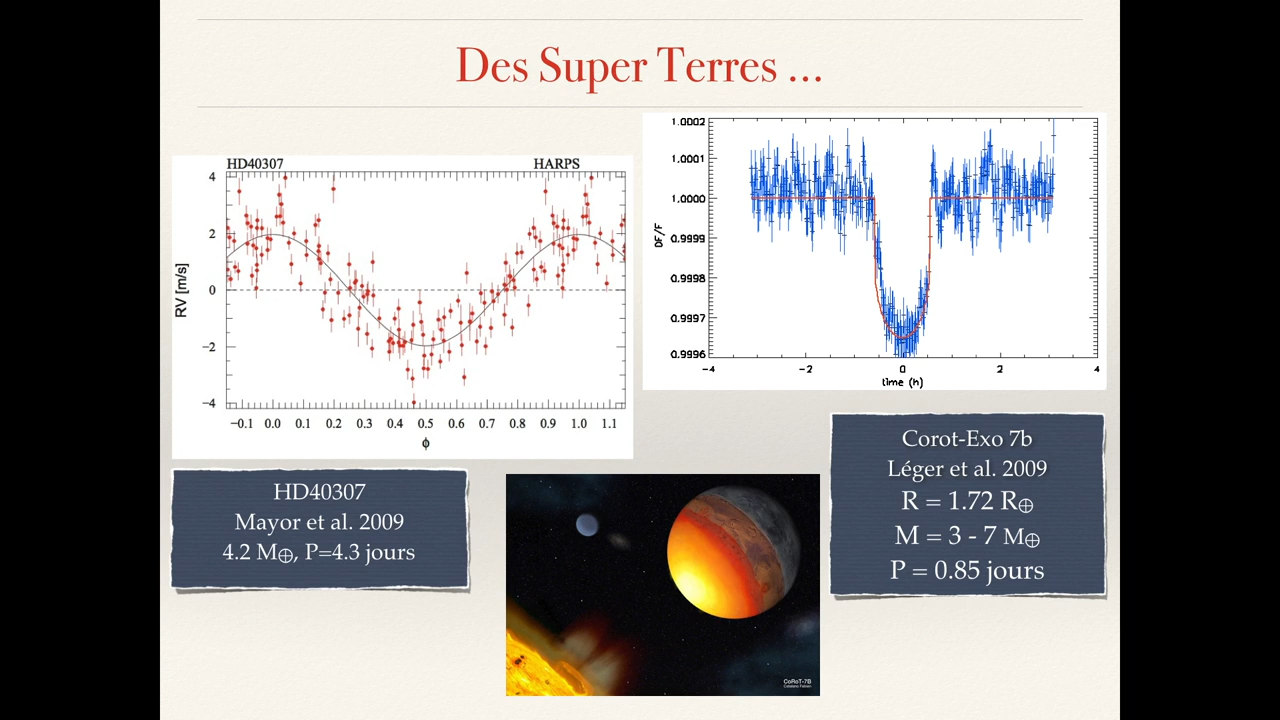 Des Super Terres ...
HD40307 HARPS
4
2
0
−2
−4
RV [m/s]
−0.1 0.0 0.1 0.2 0.3 0.4 0.5 0.6 0.7 0.8 0.9 1.0 1.1
ϕ
1.0002
1.0001
1.0000
0.9999
0.9998
0.9997
0.9996
DF/F
−4 −2 0 2 4
time (h)
HD40307
Mayor et al. 2009
4.2 M⊕, P=4.3 jours
Corot-Exo 7b
Léger et al. 2009
R = 1.72 R⊕
M = 3 - 7 M⊕
P = 0.85 jours
CoRoT-7B